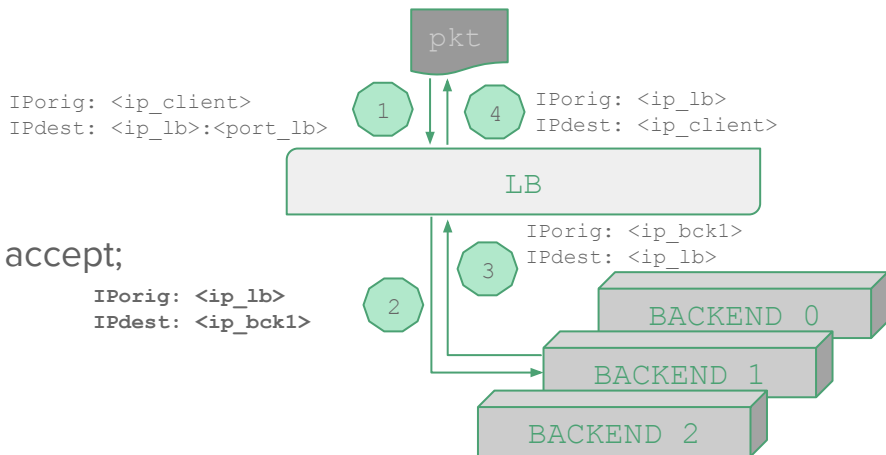 pkt
IPorig: <ip_client>
IPdest: <ip_lb>:<port_lb>
1
4
IPorig: <ip_lb>
IPdest: <ip_client>
LB
accept;
IPorig: <ip_bck1>
IPdest: <ip_lb>
3
IPorig: <ip_lb>
IPdest: <ip_bck1>
2
BACKEND 0
BACKEND 1
BACKEND 2